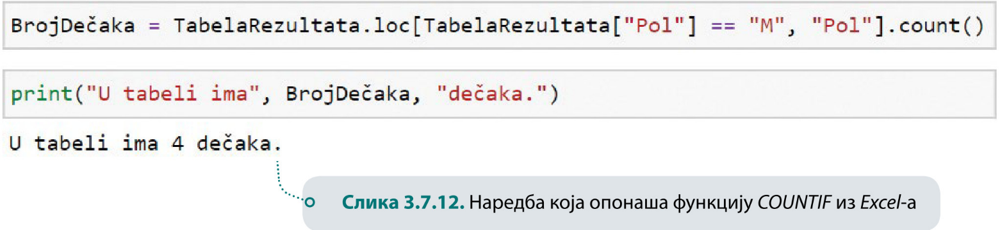 BrojDečaka = TabelaRezultata.loc[TabelaRezultata["Pol"] == "M", "Pol"].count()
print("U tabeli ima", BrojDečaka, "dečaka.")
U tabeli ima 4 dečaka.
Слика 3.7.12. Наредба која опонаша функцију COUNTIF из Excel-а